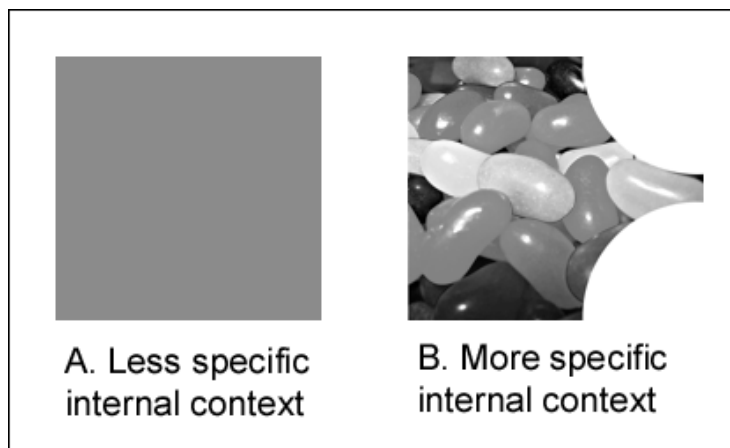 A. Less specific
internal context
B. More specific
internal context